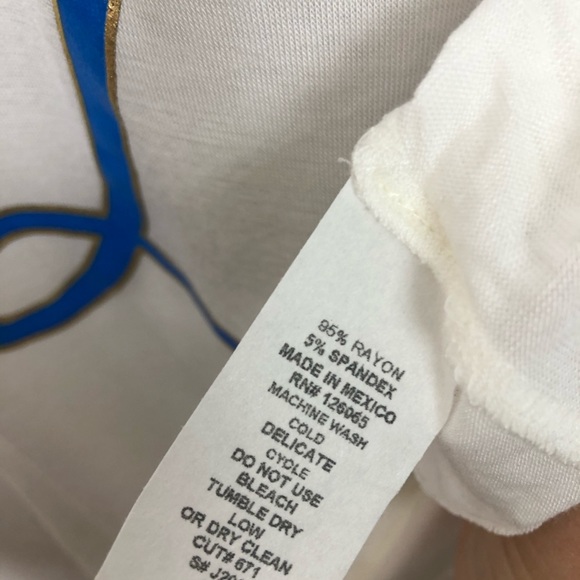 95% RAYON
5% SPANDEX
MADE IN MEXICO
RN# 126065
MACHINE WASH
COLD
DELICATE
CYCLE
DO NOT USE
BLEACH
TUMBLE DRY
LOW
OR DRY CLEAN
CUT# 671
S#